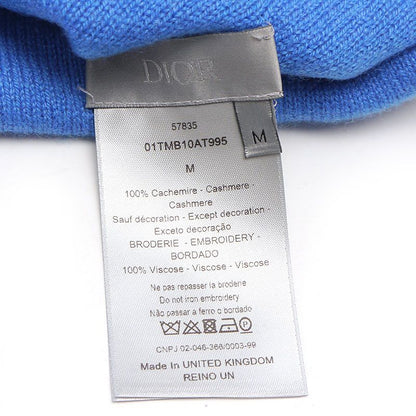 DIOR
57835
01TMB10AT995
M
M
100% Cachemire - Cashmere -
Cashmere
Sauf décoration - Except decoration -
Exceto decoração
BRODERIE - EMBROIDERY -
BORDADO
100% Viscose - Viscose - Viscose
Ne pas repasser la broderie
Do not iron embroidery
Não passar a ferro o bordado
CNPJ 02-046-366/0003-99
Made In UNITED KINGDOM
REINO UN